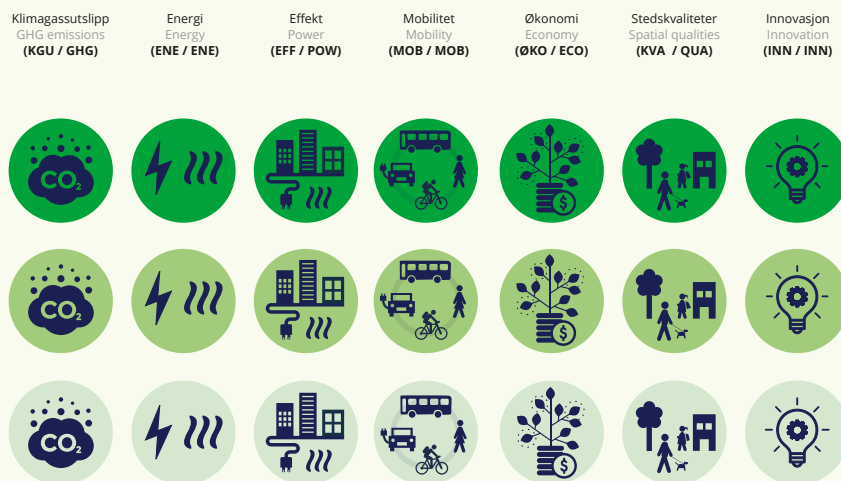 Klimagassutslipp
GHG emissions
(KGU / GHG)
Energi
Energy
(ENE / ENE)
Effekt
Power
(EFF / POW)
Mobilitet
Mobility
(MOB / MOB)
Økonomi
Economy
(ØKO / ECO)
Stedskvaliteter
Spatial qualities
(KVA  / QUA)
Innovasjon
Innovation
(INN / INN)
CO2
$
CO2
$
CO2
$